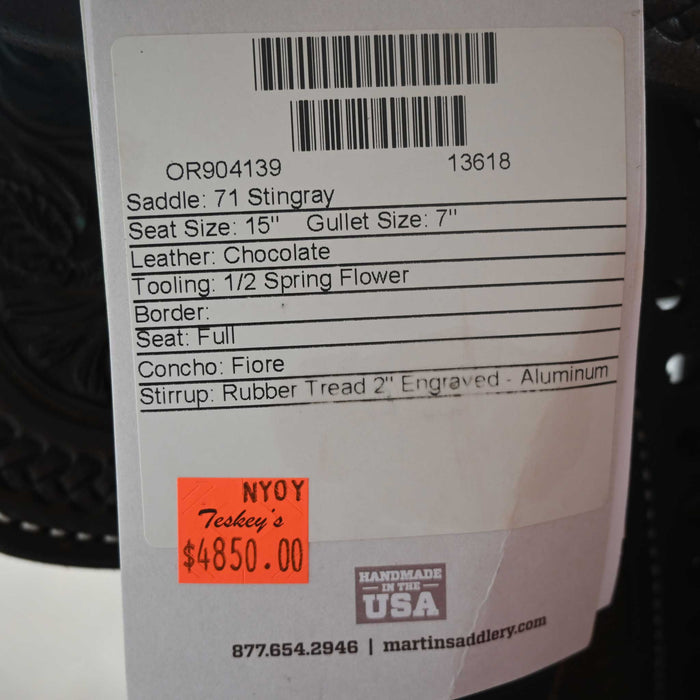 OR904139 13618
Saddle: 71 Stingray
Seat Size: 15" Gullet Size: 7"
Leather: Chocolate
Tooling: 1/2 Spring Flower
Border:
Seat: Full
Concho: Fiore
Stirrup: Rubber Tread 2" Engraved - Aluminum
NYOY
Teskey's
$4850.00
HANDMADE
IN THE
USA
877.654.2946 | martinsaddlery.com